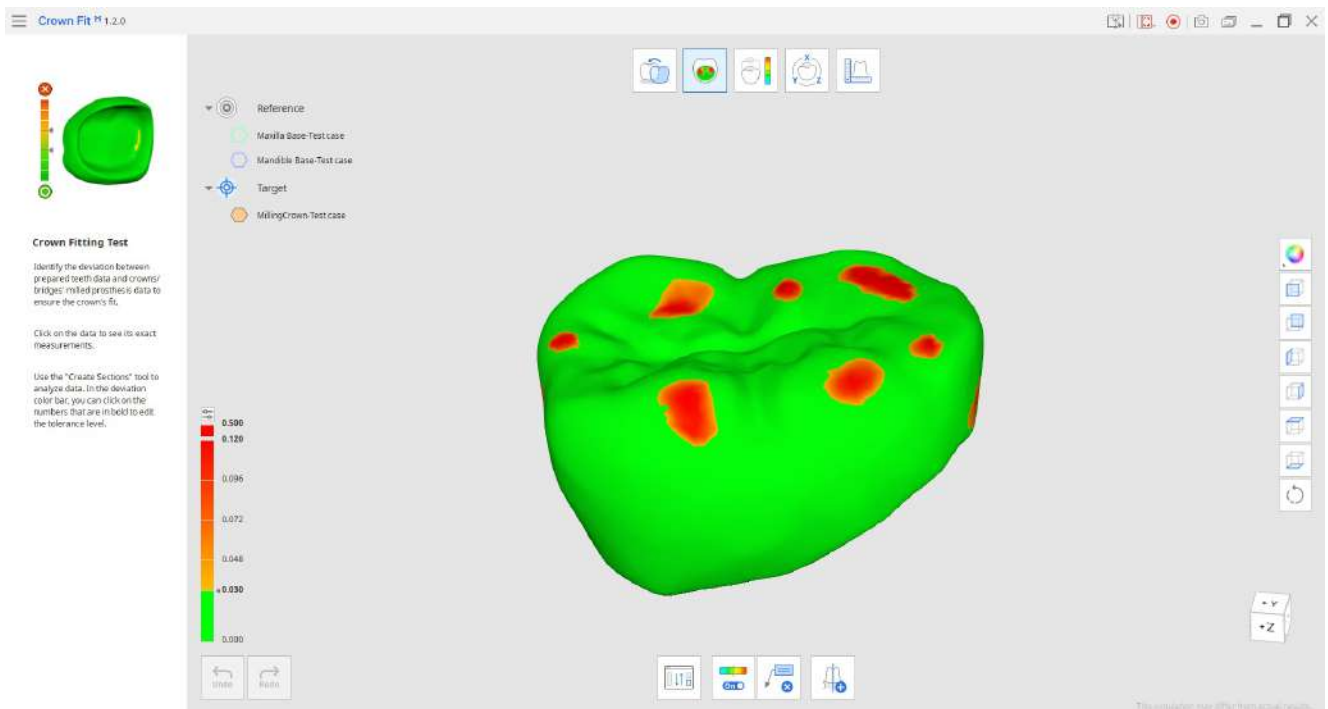 Crown Fit M 1.2.0
Crown Fitting Test
Identify the deviation between
prepared teeth data and crowns/
bridges' milled prosthesis data to
ensure the crown's fit.
Click on the data to see its exact
measurements.
Use the "Create Sections" tool to
analyze data. In the deviation
color bar, you can click on the
numbers that are in bold to edit
the tolerance level.
Reference
Maxilla Base-Test case
Mandible Base-Test case
Target
MillingCrown-Test case
0.500
0.120
0.096
0.072
0.048
0.030
0.000
Undo
Redo
On
X
Y
Z
+Y
+Z